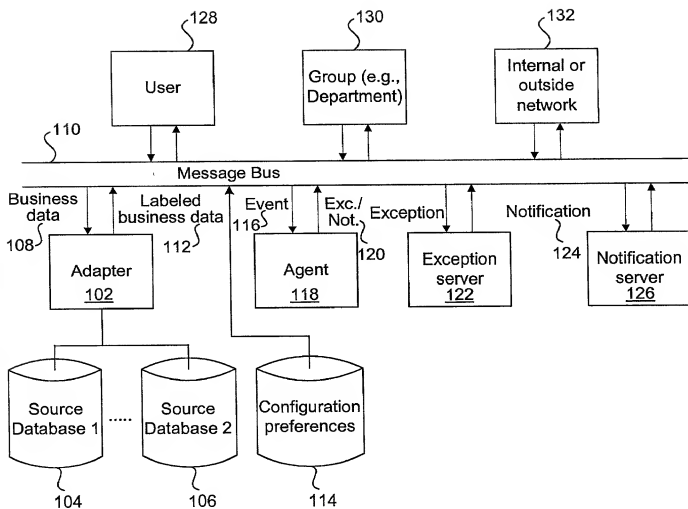 128
130
132
User
Group (e.g.,
Department)
Internal or
outside
network
110
Message Bus
Business
data
108
Labeled
business data
112
Event
116
Exc./
Not.
120
Exception
Notification
124
Adapter
102
Agent
118
Exception
server
122
Notification
server
126
Source
Database 1
.....
Source
Database 2
Configuration
preferences
104
106
114